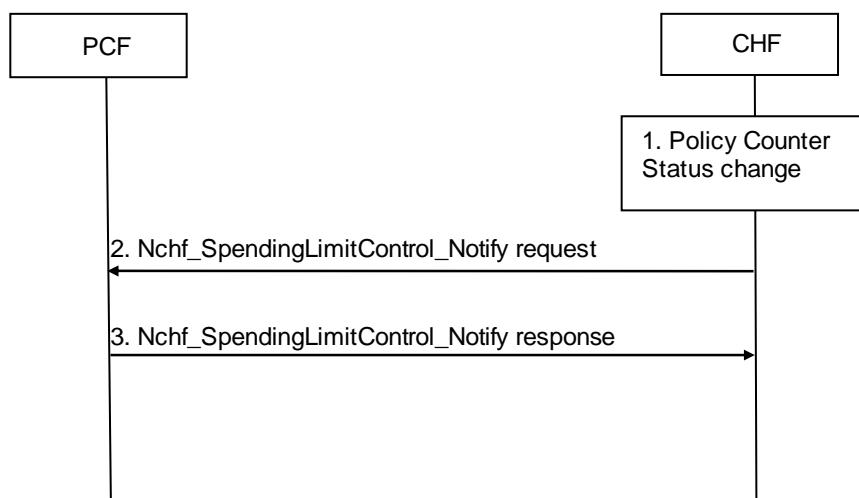 PCF
CHF
1. Policy Counter
Status change
2. Nchf_SpendingLimitControl_Notify request
3. Nchf_SpendingLimitControl_Notify response